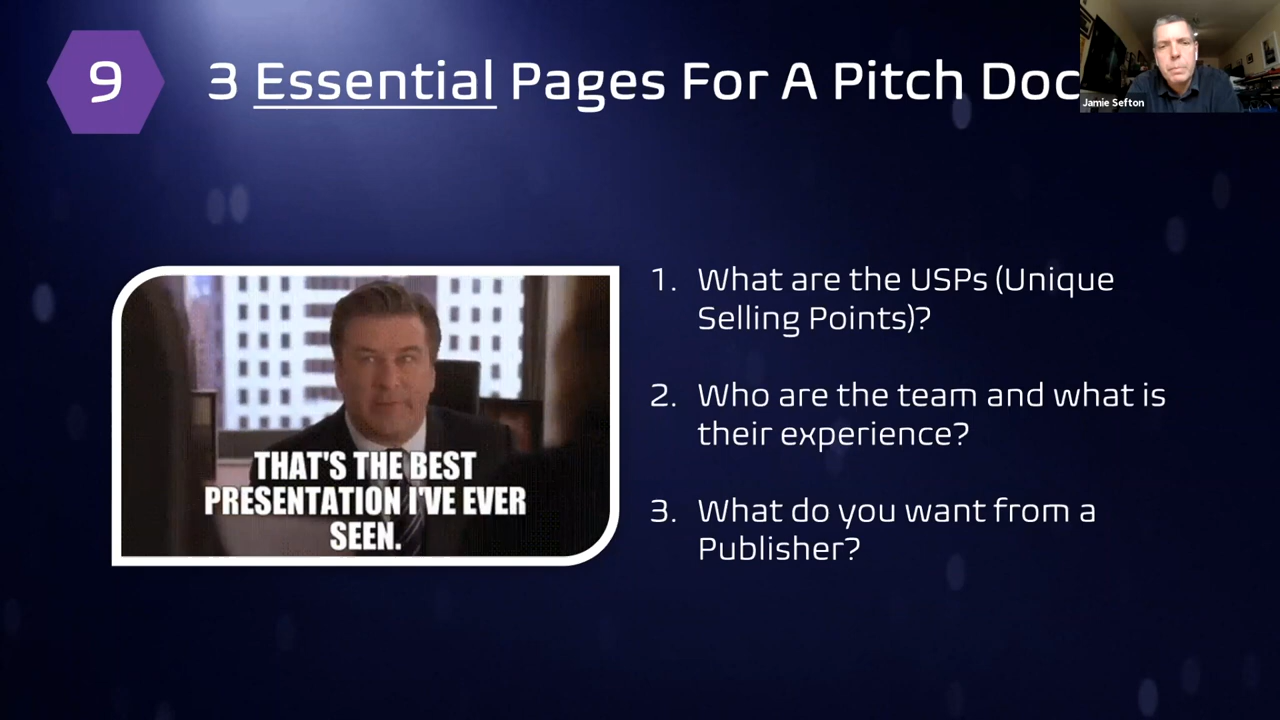 9
3 Essential Pages For A Pitch Doc
Jamie Sefton
1. What are the USPs (Unique
Selling Points)?
2. Who are the team and what is
their experience?
3. What do you want from a
Publisher?
THAT'S THE BEST
PRESENTATION I'VE EVER
SEEN.